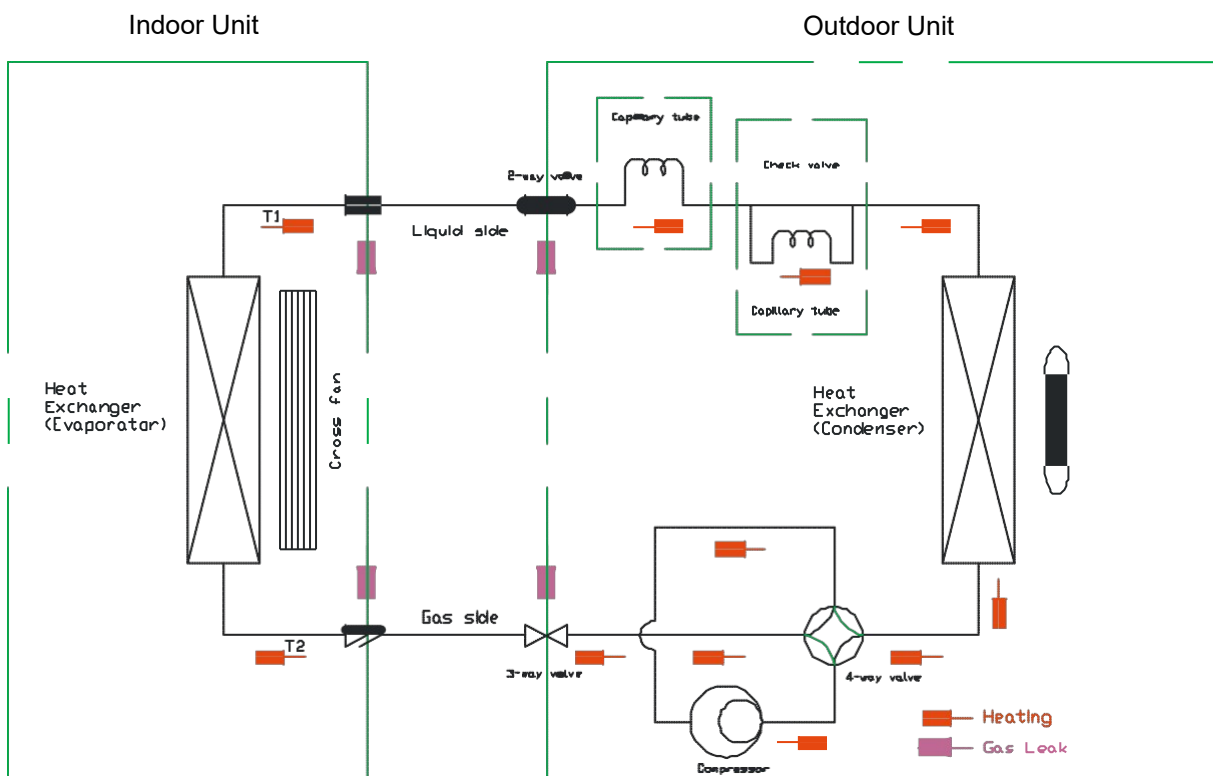 Indoor Unit
Outdoor Unit
Capillary tube
Check valve
2-way valve
T1
Liquid side
Capillary tube
Heat
Exchanger
(Evaporatar)
Cross fan
Heat
Exchanger
(Condenser)
Gas side
T2
3-way valve
4-way valve
Heating
Gas Leak
Compressor